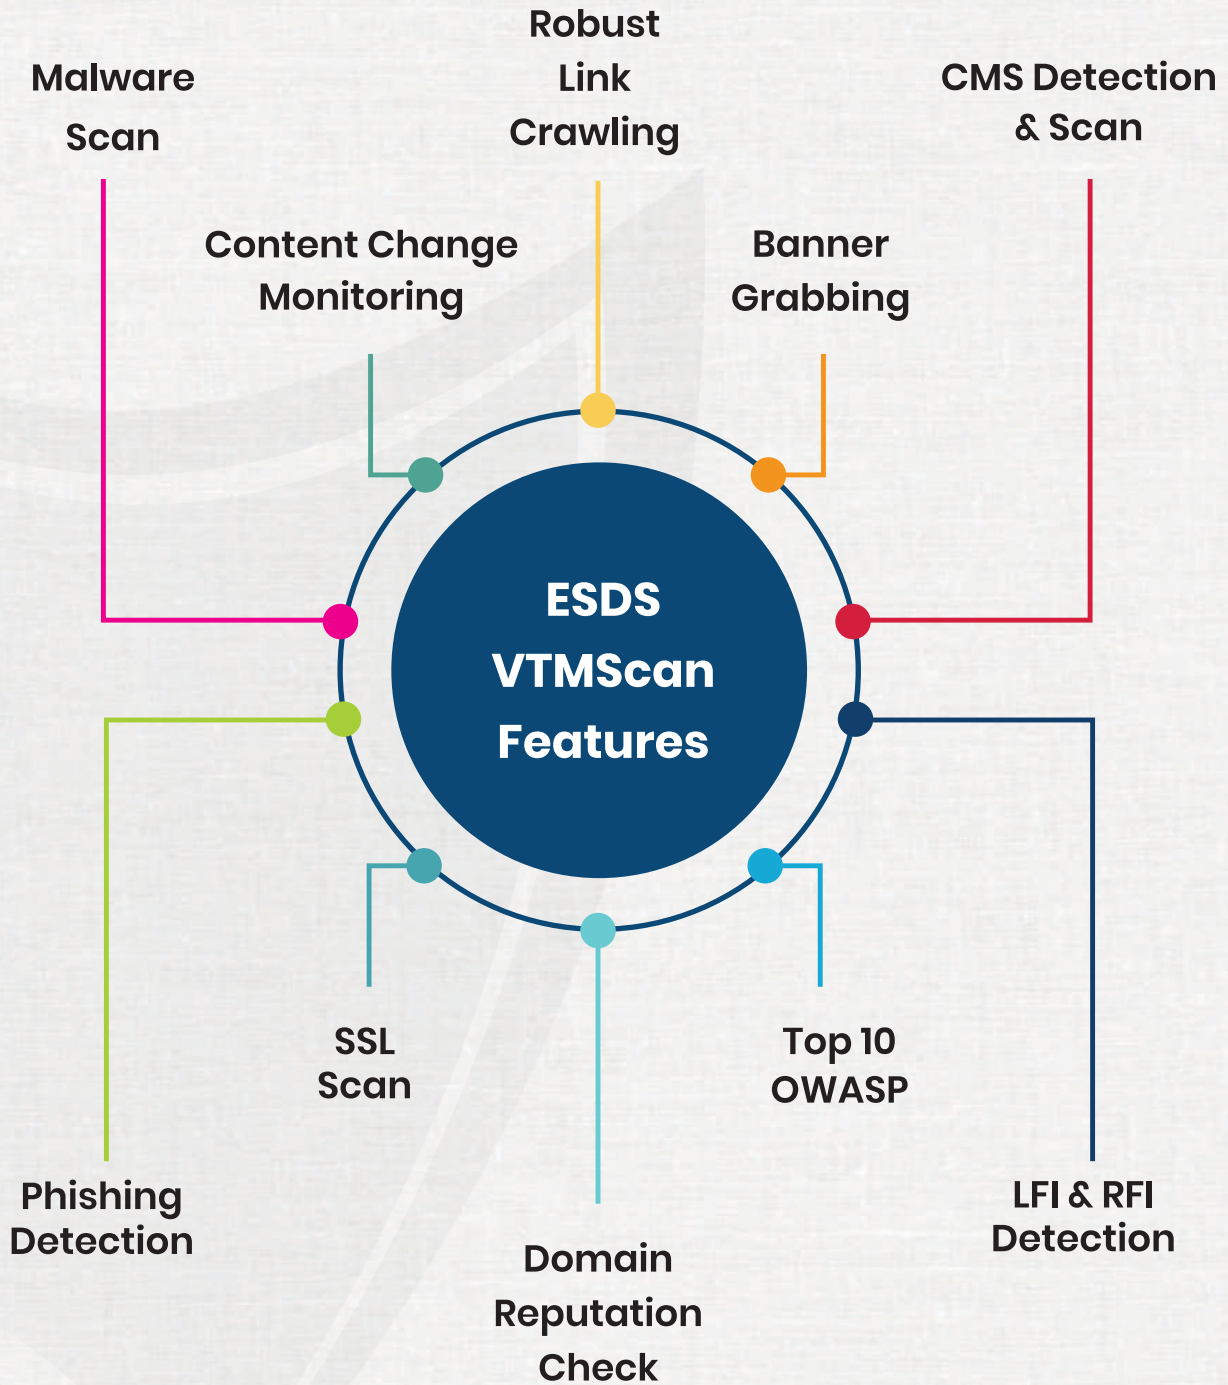 Robust
Link
Crawling
Malware
Scan
CMS Detection
& Scan
Content Change
Monitoring
Banner
Grabbing
ESDS
VTMScan
Features
SSL
Scan
Top 10
OWASP
Phishing
Detection
LFI & RFI
Detection
Domain
Reputation
Check